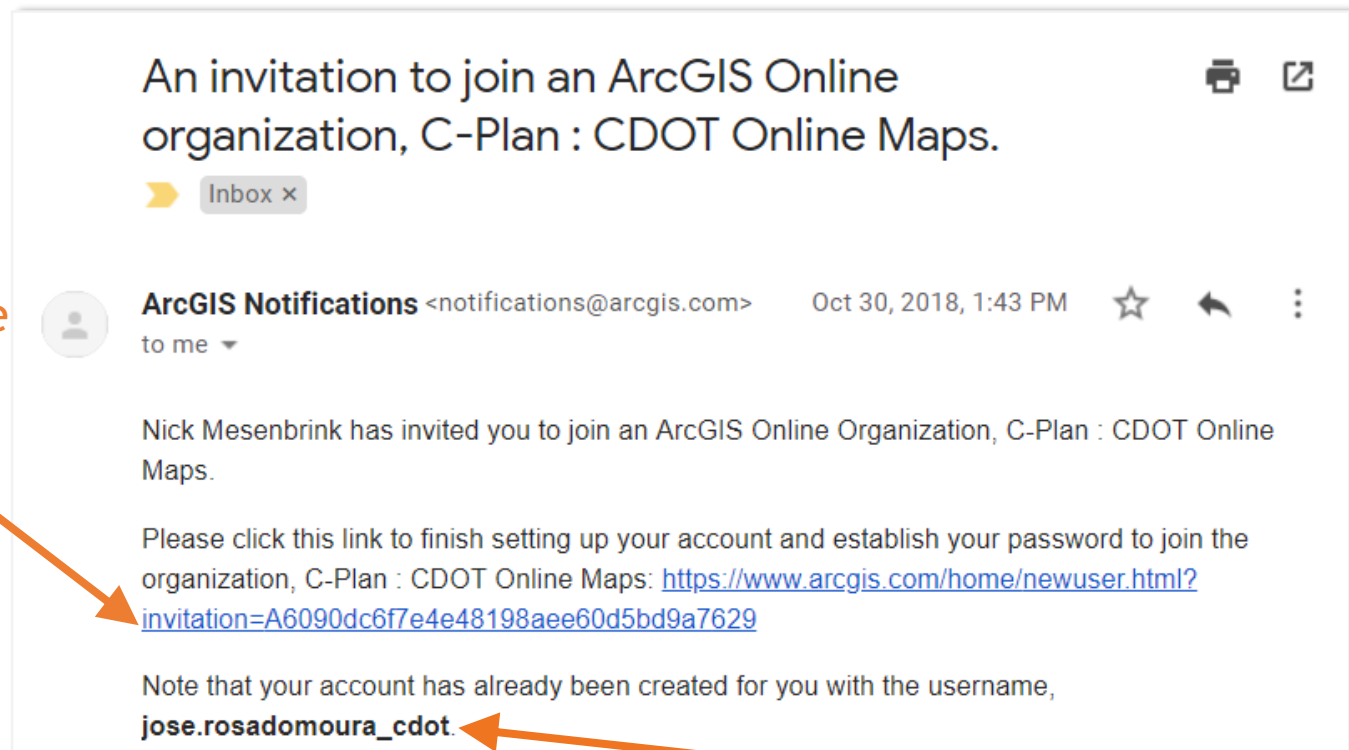 An invitation to join an ArcGIS Online
organization, C-Plan : CDOT Online Maps.
Inbox ×
e
ArcGIS Notifications <notifications@arcgis.com> Oct 30, 2018, 1:43 PM
to me
Nick Mesenbrink has invited you to join an ArcGIS Online Organization, C-Plan : CDOT Online
Maps.
Please click this link to finish setting up your account and establish your password to join the
organization, C-Plan : CDOT Online Maps: https://www.arcgis.com/home/newuser.html?
invitation=A6090dc6f7e4e48198aee60d5bd9a7629
Note that your account has already been created for you with the username,
jose.rosadomoura_cdot.